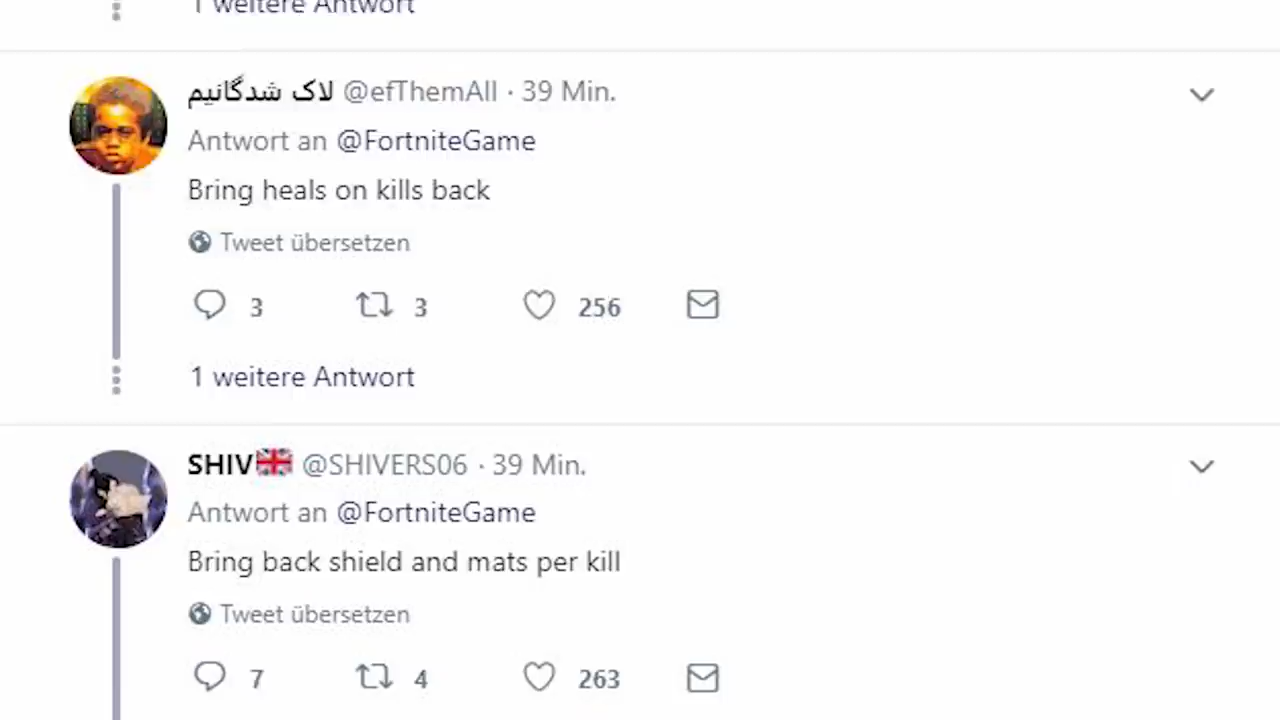 1 weitere Antwort
لاک شدگانیم @efThemAll · 39 Min.
Antwort an @FortniteGame
Bring heals on kills back
Tweet übersetzen
3 3 256
1 weitere Antwort
SHIV🇬🇧 @SHIVERS06 · 39 Min.
Antwort an @FortniteGame
Bring back shield and mats per kill
Tweet übersetzen
7 4 263